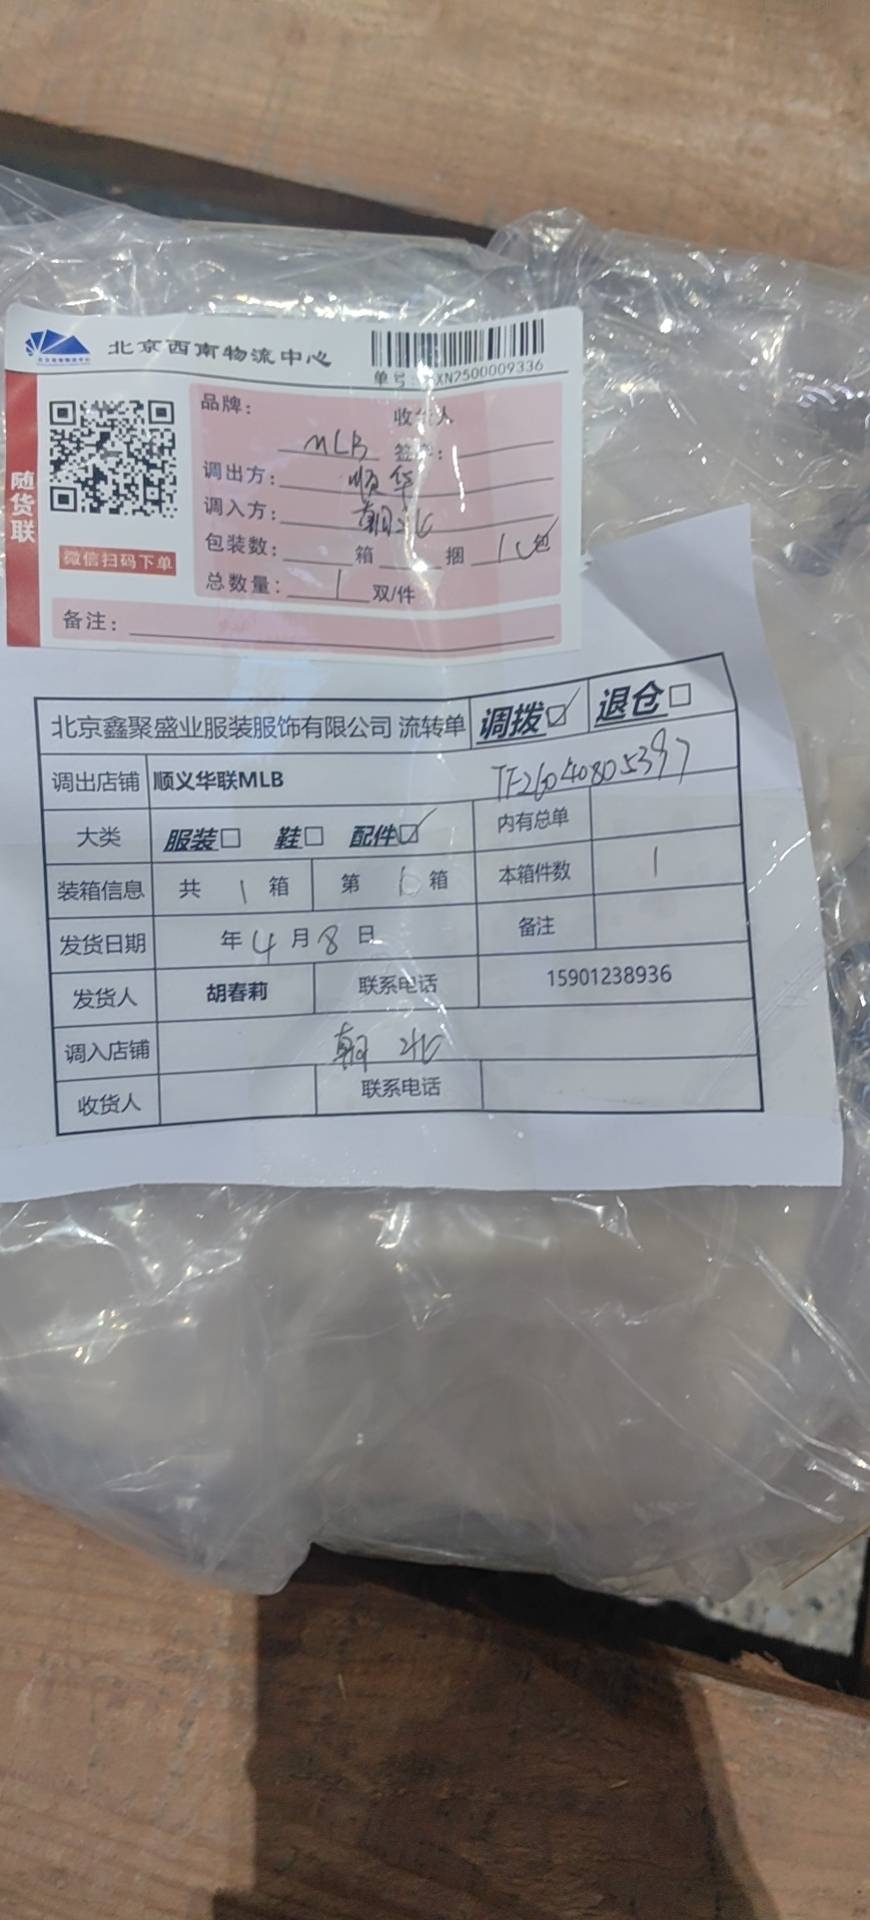 北京西南物流中心
单号: XN2500009336
随货联
微信扫码下单
品牌: MLB 收货人签字:
调出方: 顺华
调入方: 朝北
包装数: 箱 捆 1 包
总数量: 1 双/件
备注:
北京鑫聚盛业服装服饰有限公司 流转单 调拨☑ 退仓□
调出店铺 顺义华联MLB TF26040805397
大类 服装□ 鞋□ 配件☑ 内有总单
装箱信息 共 1 箱 第 1 箱 本箱件数 1
发货日期 年 4 月 8 日 备注
发货人 胡春莉 联系电话 15901238936
调入店铺 朝北
收货人 联系电话